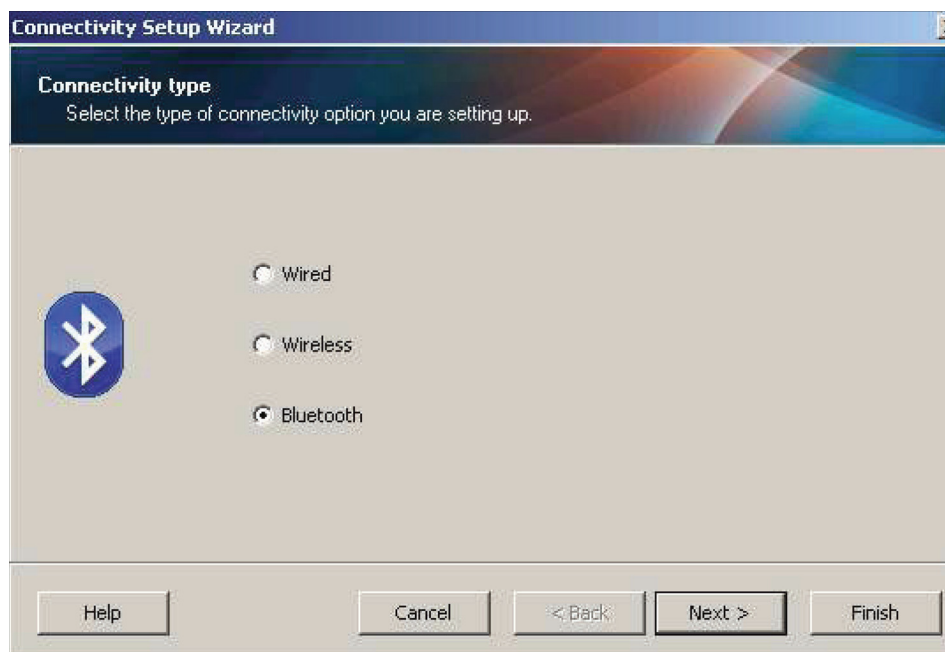 Connectivity Setup Wizard
Connectivity type
Select the type of connectivity option you are setting up.
Wired
Wireless
Bluetooth
Help
Cancel
< Back
Next >
Finish